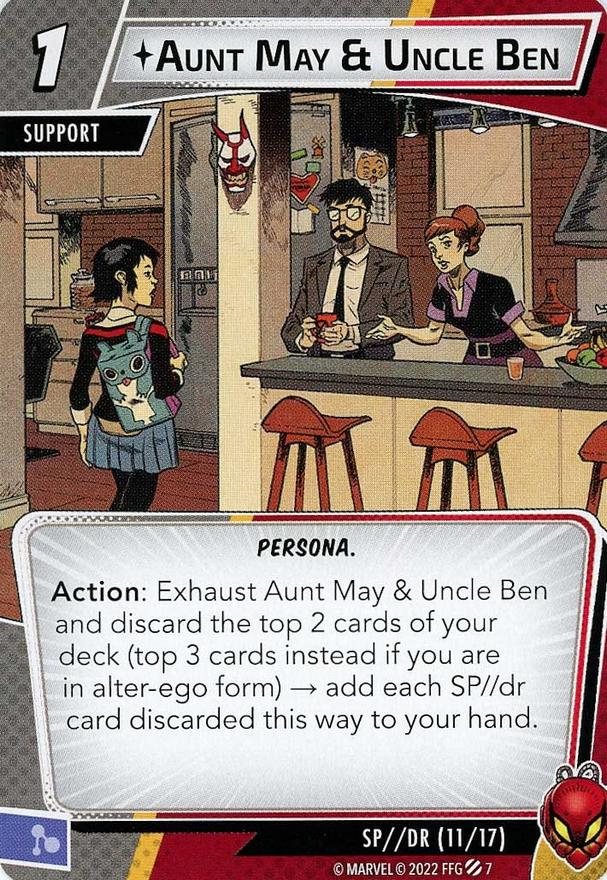 1
AUNT MAY & UNCLE BEN
SUPPORT
PERSONA.
Action: Exhaust Aunt May & Uncle Ben
and discard the top 2 cards of your
deck (top 3 cards instead if you are
in alter-ego form) → add each SP//dr
card discarded this way to your hand.
SP//DR (11/17)
© MARVEL © 2022 FFG 7